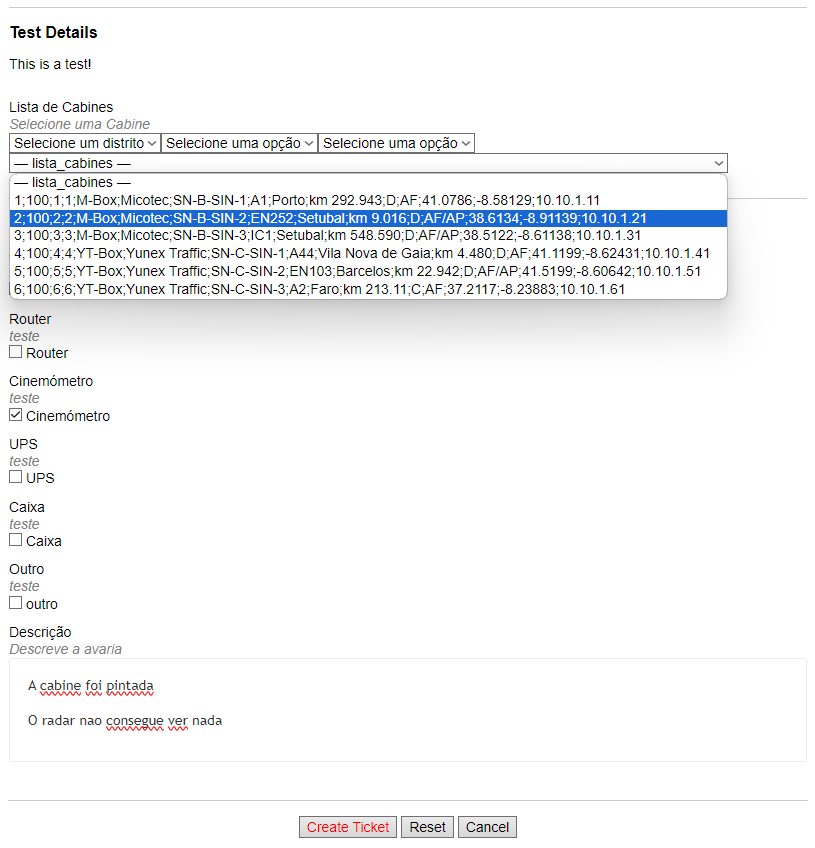 Test Details
This is a test!
Lista de Cabines
Selecione uma Cabine
Selecione um distrito Selecione uma opção Selecione uma opção
— lista_cabines —
— lista_cabines —
1;100;1;1;M-Box;Micotec;SN-B-SIN-1;A1;Porto;km 292.943;D;AF;41.0786;-8.58129;10.10.1.11
2;100;2;2;M-Box;Micotec;SN-B-SIN-2;EN252;Setubal;km 9.016;D;AF/AP;38.6134;-8.91139;10.10.1.21
3;100;3;3;M-Box;Micotec;SN-B-SIN-3;IC1;Setubal;km 548.590;D;AF/AP;38.5122;-8.61138;10.10.1.31
4;100;4;4;YT-Box;Yunex Traffic;SN-C-SIN-1;A44;Vila Nova de Gaia;km 4.480;D;AF;41.1199;-8.62431;10.10.1.41
5;100;5;5;YT-Box;Yunex Traffic;SN-C-SIN-2;EN103;Barcelos;km 22.942;D;AF/AP;41.5199;-8.60642;10.10.1.51
6;100;6;6;YT-Box;Yunex Traffic;SN-C-SIN-3;A2;Faro;km 213.11;C;AF;37.2117;-8.23883;10.10.1.61
Router
teste
Router
Cinemómetro
teste
Cinemómetro
UPS
teste
UPS
Caixa
teste
Caixa
Outro
teste
outro
Descrição
Descreve a avaria
A cabine foi pintada
O radar nao consegue ver nada
Create Ticket Reset Cancel